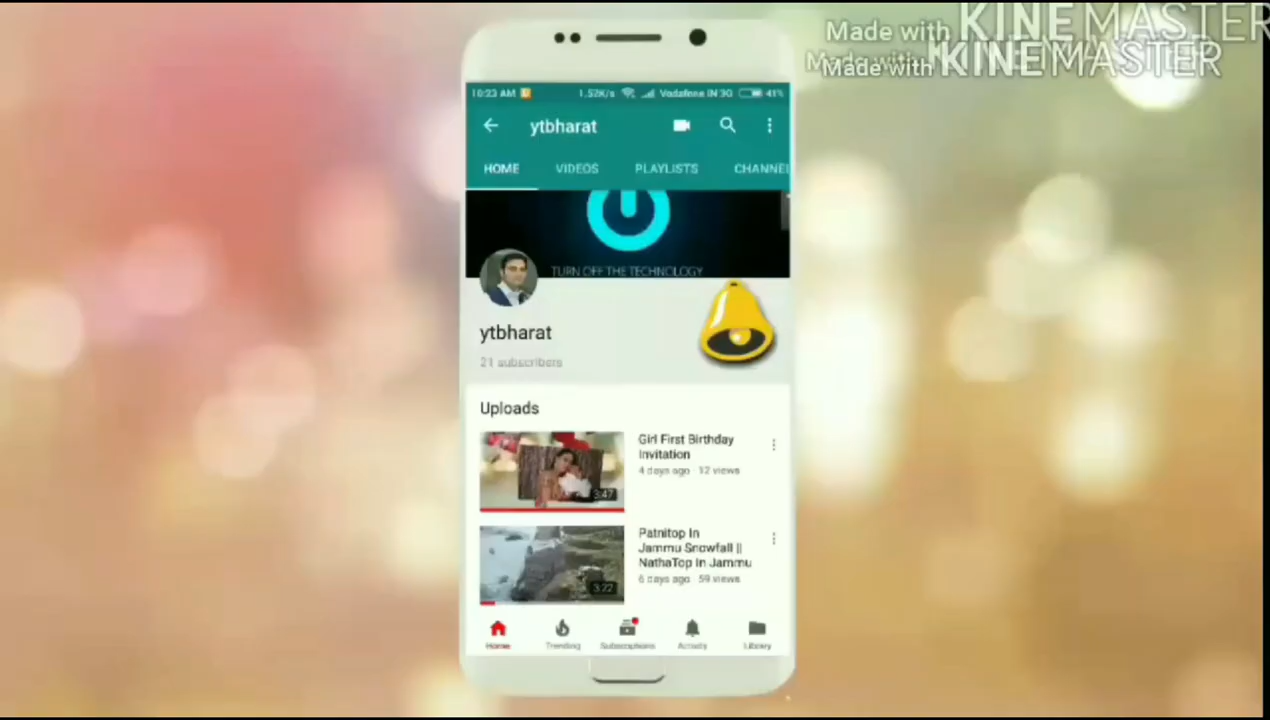 Made with KINEMASTER
Made with KINEMASTER
10:23 AM 1.52K/s Vodafone IN 3G 41%
ytbharat
HOME VIDEOS PLAYLISTS CHANNEL
TURN OFF THE TECHNOLOGY
ytbharat
21 subscribers
Uploads
Girl First Birthday
Invitation
4 days ago 12 views
3:47
Patnitop In
Jammu Snowfall ||
NathaTop In Jammu
6 days ago 59 views
3:22
Home Trending Subscriptions Activity Library